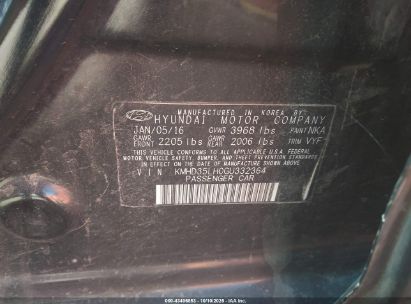 MANUFACTURED IN KOREA BY:
HYUNDAI MOTOR COMPANY
JAN/05/16 GVWR 3968 lbs PAINT NKA
GAWR FRONT 2205 lbs GAWR REAR 2006 lbs TRIM VYF
THIS VEHICLE CONFORMS TO ALL APPLICABLE U.S. FEDERAL
MOTOR VEHICLE SAFETY, BUMPER, AND THEFT PREVENTION STANDARDS
IN EFFECT ON THE DATE OF MANUFACTURE SHOWN ABOVE.
V I N KMHD35LH0GU332364
PASSENGER CAR